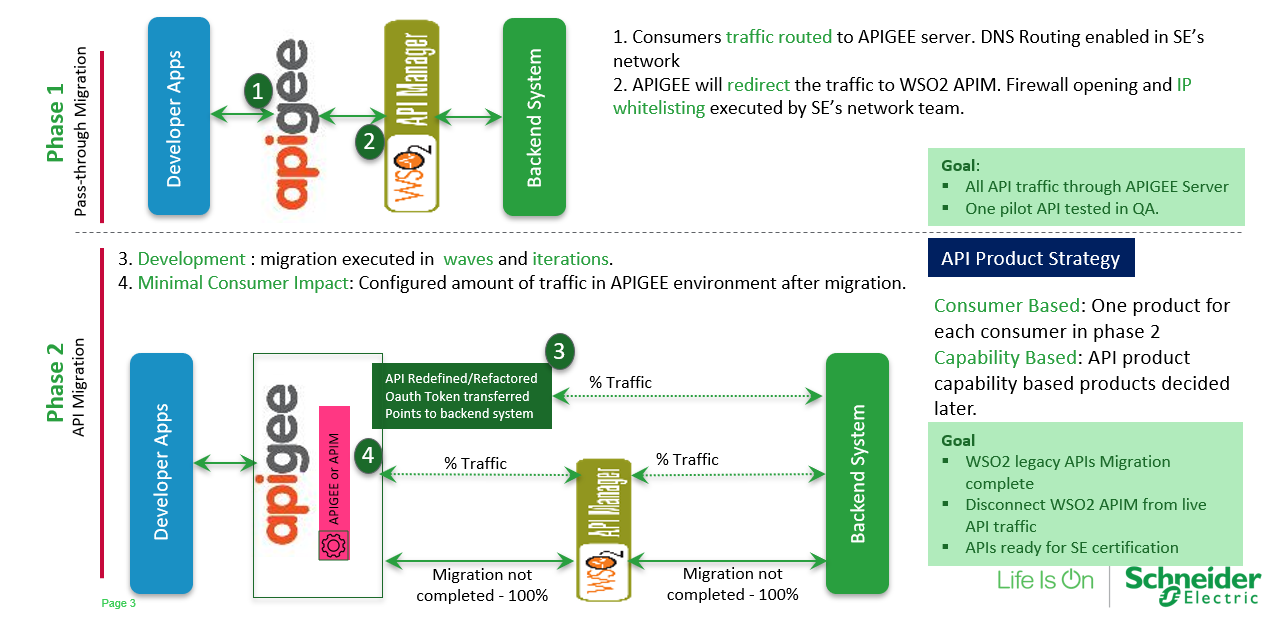 Phase 1
Pass-through Migration
Developer Apps
1
apigee
2
API Manager
WSO2
Backend System
1. Consumers traffic routed to APIGEE server. DNS Routing enabled in SE’s
network
2. APIGEE will redirect the traffic to WSO2 APIM. Firewall opening and IP
whitelisting executed by SE’s network team.
Goal:
▪ All API traffic through APIGEE Server
▪ One pilot API tested in QA.
Phase 2
API Migration
3. Development : migration executed in waves and iterations.
4. Minimal Consumer Impact: Configured amount of traffic in APIGEE environment after migration.
Developer Apps
apigee
APIGEE or APIM
3
API Redefined/Refactored
Oauth Token transferred
Points to backend system
% Traffic
4
% Traffic
% Traffic
API Manager
WSO2
Migration not
completed - 100%
Migration not
completed - 100%
Backend System
API Product Strategy
Consumer Based: One product for
each consumer in phase 2
Capability Based: API product
capability based products decided
later.
Goal
▪ WSO2 legacy APIs Migration
complete
▪ Disconnect WSO2 APIM from live
API traffic
▪ APIs ready for SE certification
Page 3
Life Is On
Schneider
Electric